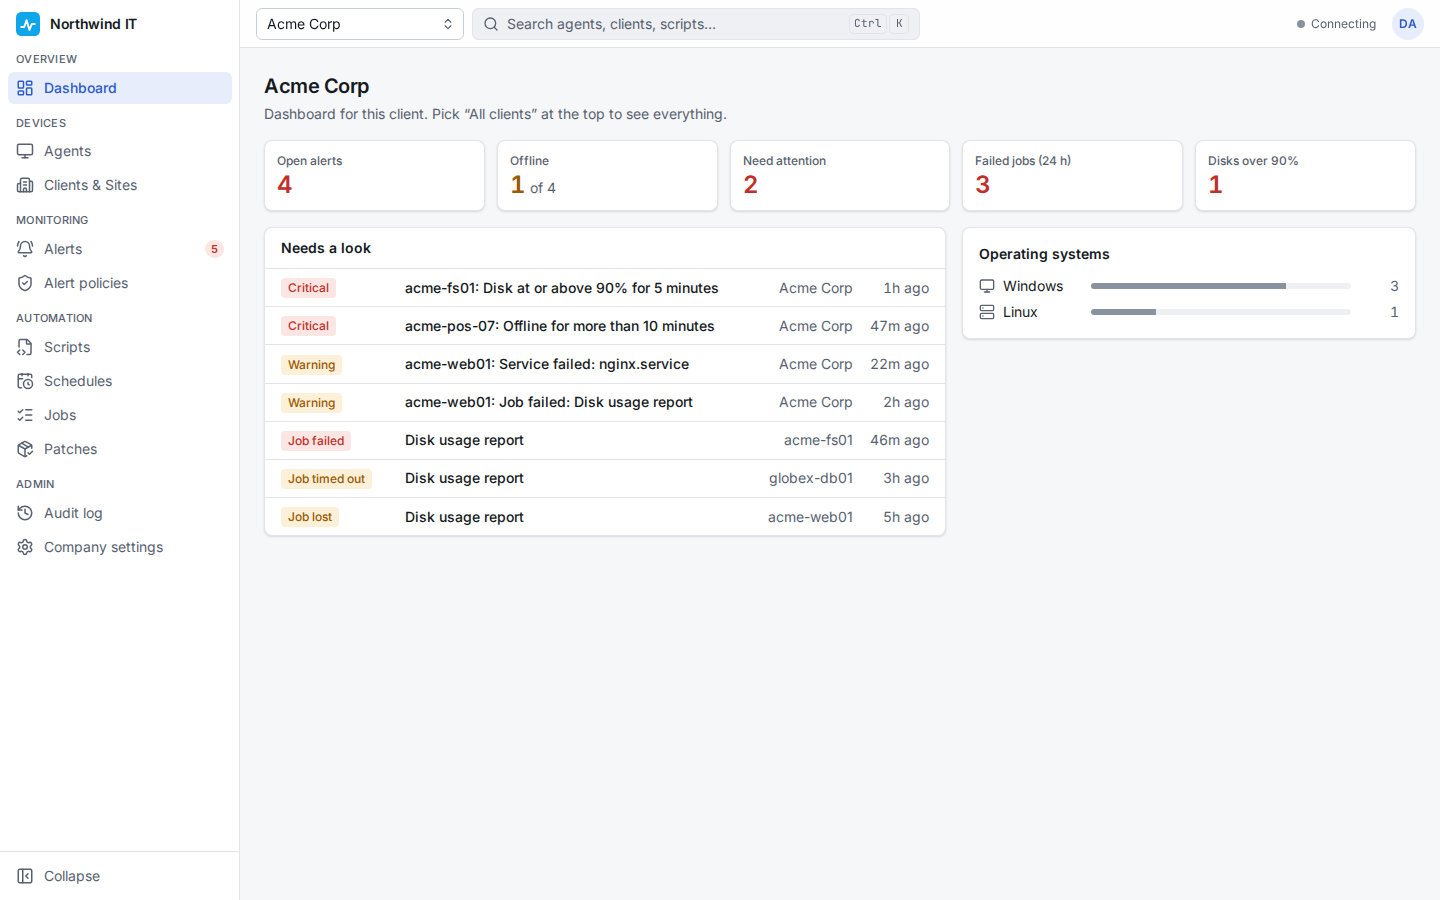 Northwind IT
OVERVIEW
Dashboard
DEVICES
Agents
Clients & Sites
MONITORING
Alerts 5
Alert policies
AUTOMATION
Scripts
Schedules
Jobs
Patches
ADMIN
Audit log
Company settings
Collapse
Acme Corp
Search agents, clients, scripts... Ctrl K
Connecting
DA
Acme Corp
Dashboard for this client. Pick “All clients” at the top to see everything.
Open alerts
4
Offline
1 of 4
Need attention
2
Failed jobs (24 h)
3
Disks over 90%
1
Needs a look
Critical acme-fs01: Disk at or above 90% for 5 minutes Acme Corp 1h ago
Critical acme-pos-07: Offline for more than 10 minutes Acme Corp 47m ago
Warning acme-web01: Service failed: nginx.service Acme Corp 22m ago
Warning acme-web01: Job failed: Disk usage report Acme Corp 2h ago
Job failed Disk usage report acme-fs01 46m ago
Job timed out Disk usage report globex-db01 3h ago
Job lost Disk usage report acme-web01 5h ago
Operating systems
Windows 3
Linux 1